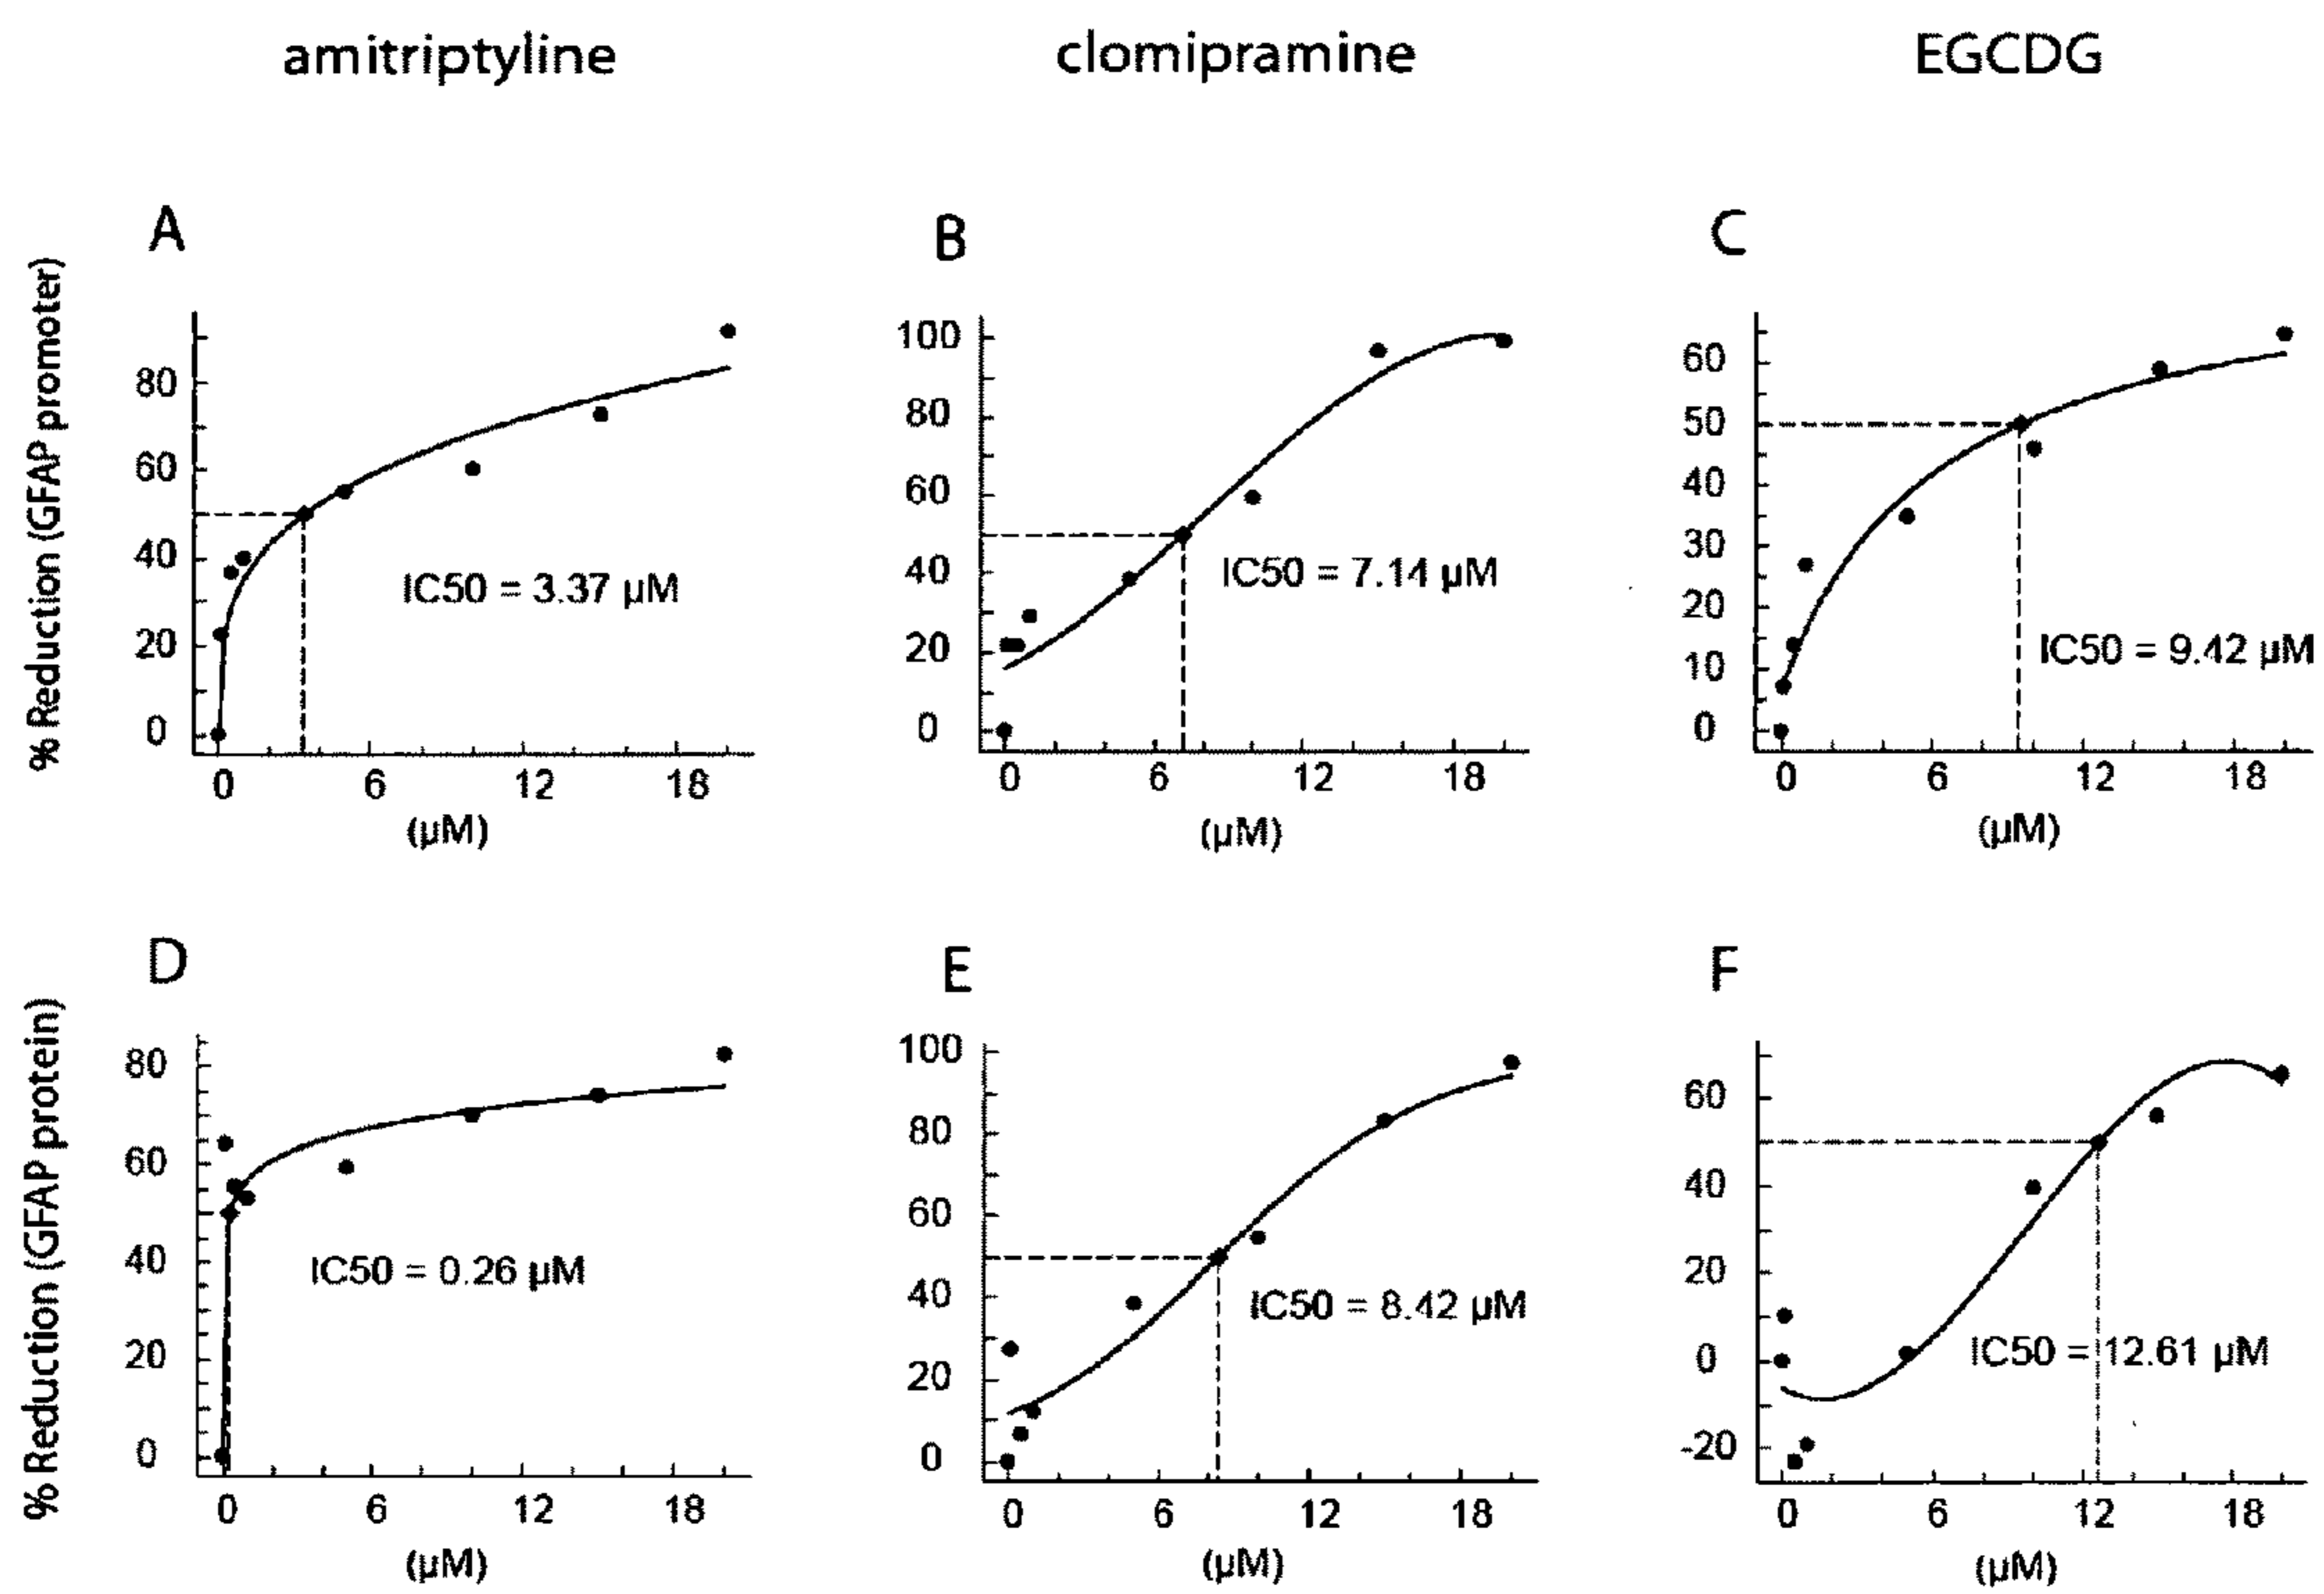 amitriptyline clomipramine EGCDG
A B C
% Reduction (GFAP promoter)
80
60
40
20
0
IC50 = 3.37 µM
0 6 12 18
(µM)
100
80
60
40
20
0
IC50 = 7.14 µM
0 6 12 18
(µM)
60
50
40
30
20
10
0
IC50 = 9.42 µM
0 6 12 18
(µM)
D E F
% Reduction (GFAP protein)
80
60
40
20
0
IC50 = 0.26 µM
0 6 12 18
(µM)
100
80
60
40
20
0
IC50 = 8.42 µM
0 6 12 18
(µM)
60
40
20
0
-20
IC50 = 12.61 µM
0 6 12 18
(µM)